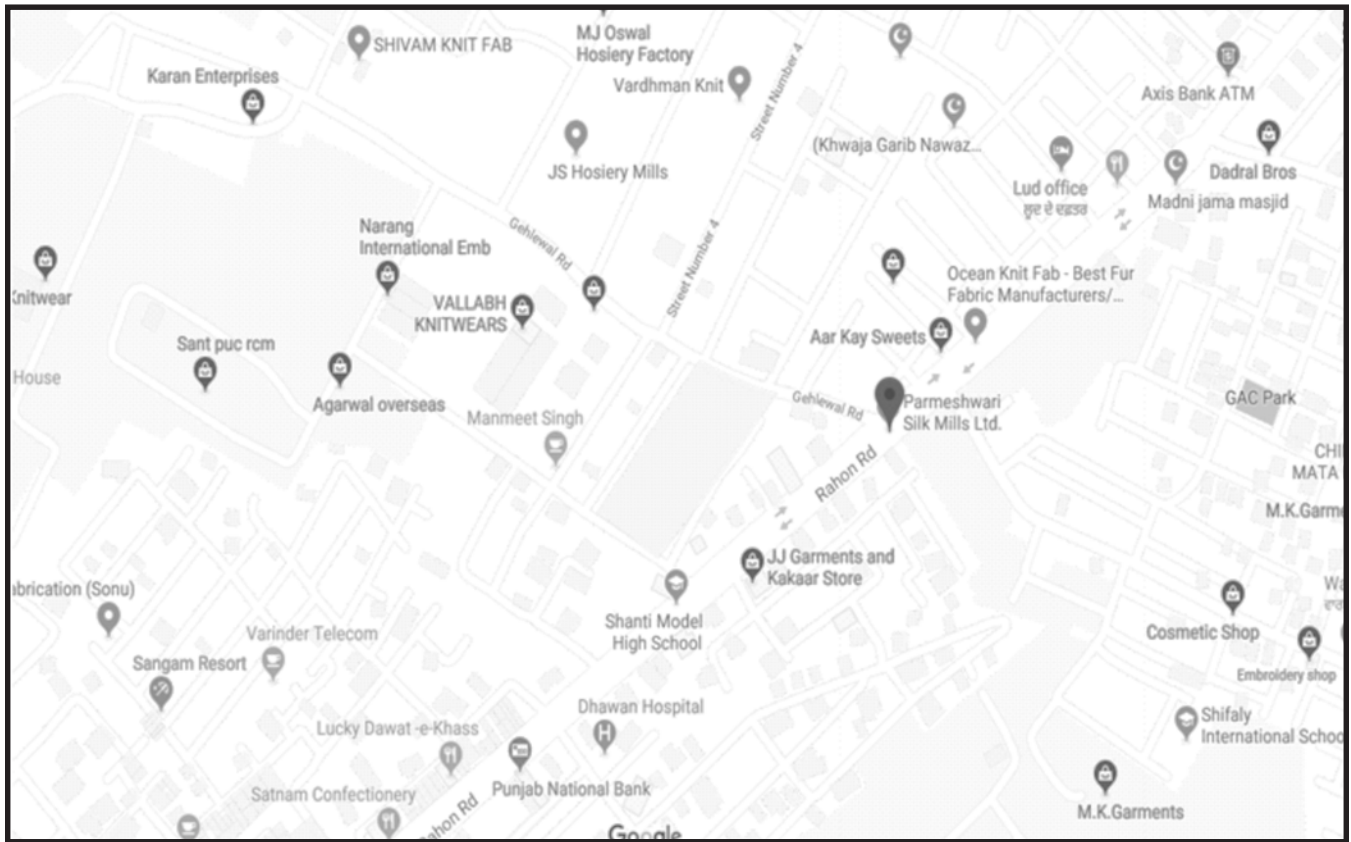 MJ Oswal
Hosiery Factory
SHIVAM KNIT FAB
Karan Enterprises
Vardhman Knit
Street Number 4
Axis Bank ATM
(Khwaja Garib Nawaz...
JS Hosiery Mills
Dadral Bros
Lud office
ਲੁਦ ਦੇ ਦਫ਼ਤਰ
Madni jama masjid
Narang
International Emb
Gehlewal Rd
Street Number 4
Knitwear
VALLABH
KNITWEARS
Ocean Knit Fab - Best Fur
Fabric Manufacturers/...
Aar Kay Sweets
Sant puc rcm
House
Agarwal overseas
Manmeet Singh
Gehlewal Rd
Parmeshwari
Silk Mills Ltd.
GAC Park
CHI
MATA
Rahon Rd
M.K.Garme
JJ Garments and
Kakaar Store
abrication (Sonu)
Shanti Model
High School
Varinder Telecom
Sangam Resort
Cosmetic Shop
Embroidery shop
Dhawan Hospital
Lucky Dawat -e-Khass
Shifaly
International Schoo
Punjab National Bank
Satnam Confectionery
Rahon Rd
M.K.Garments
Google